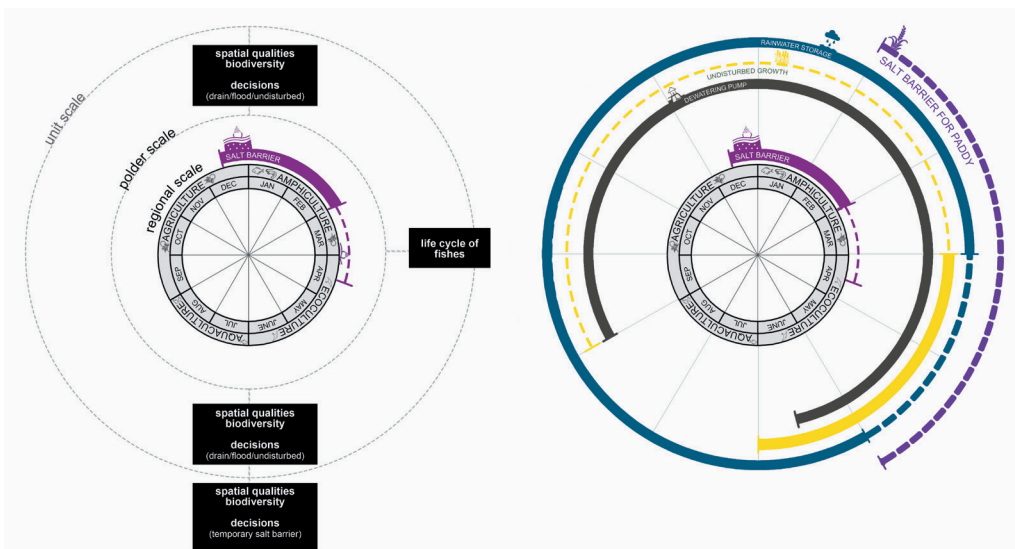 spatial qualities
biodiversity
decisions
(drain/flood/undisturbed)
unit scale
polder scale
regional scale
SALT BARRIER
AGRICULTURE
AMPHICULTURE
ECOCULTURE
AQUACULTURE
JAN
FEB
MAR
APR
MAY
JUNE
JUL
AUG
SEP
OCT
NOV
DEC
life cycle of
fishes
spatial qualities
biodiversity
decisions
(drain/flood/undisturbed)
spatial qualities
biodiversity
decisions
(temporary salt barrier)
RAINWATER STORAGE
UNDISTURBED GROWTH
DEWATERING PUMP
SALT BARRIER FOR PADDY
SALT BARRIER
AGRICULTURE
AMPHICULTURE
ECOCULTURE
AQUACULTURE
JAN
FEB
MAR
APR
MAY
JUNE
JUL
AUG
SEP
OCT
NOV
DEC